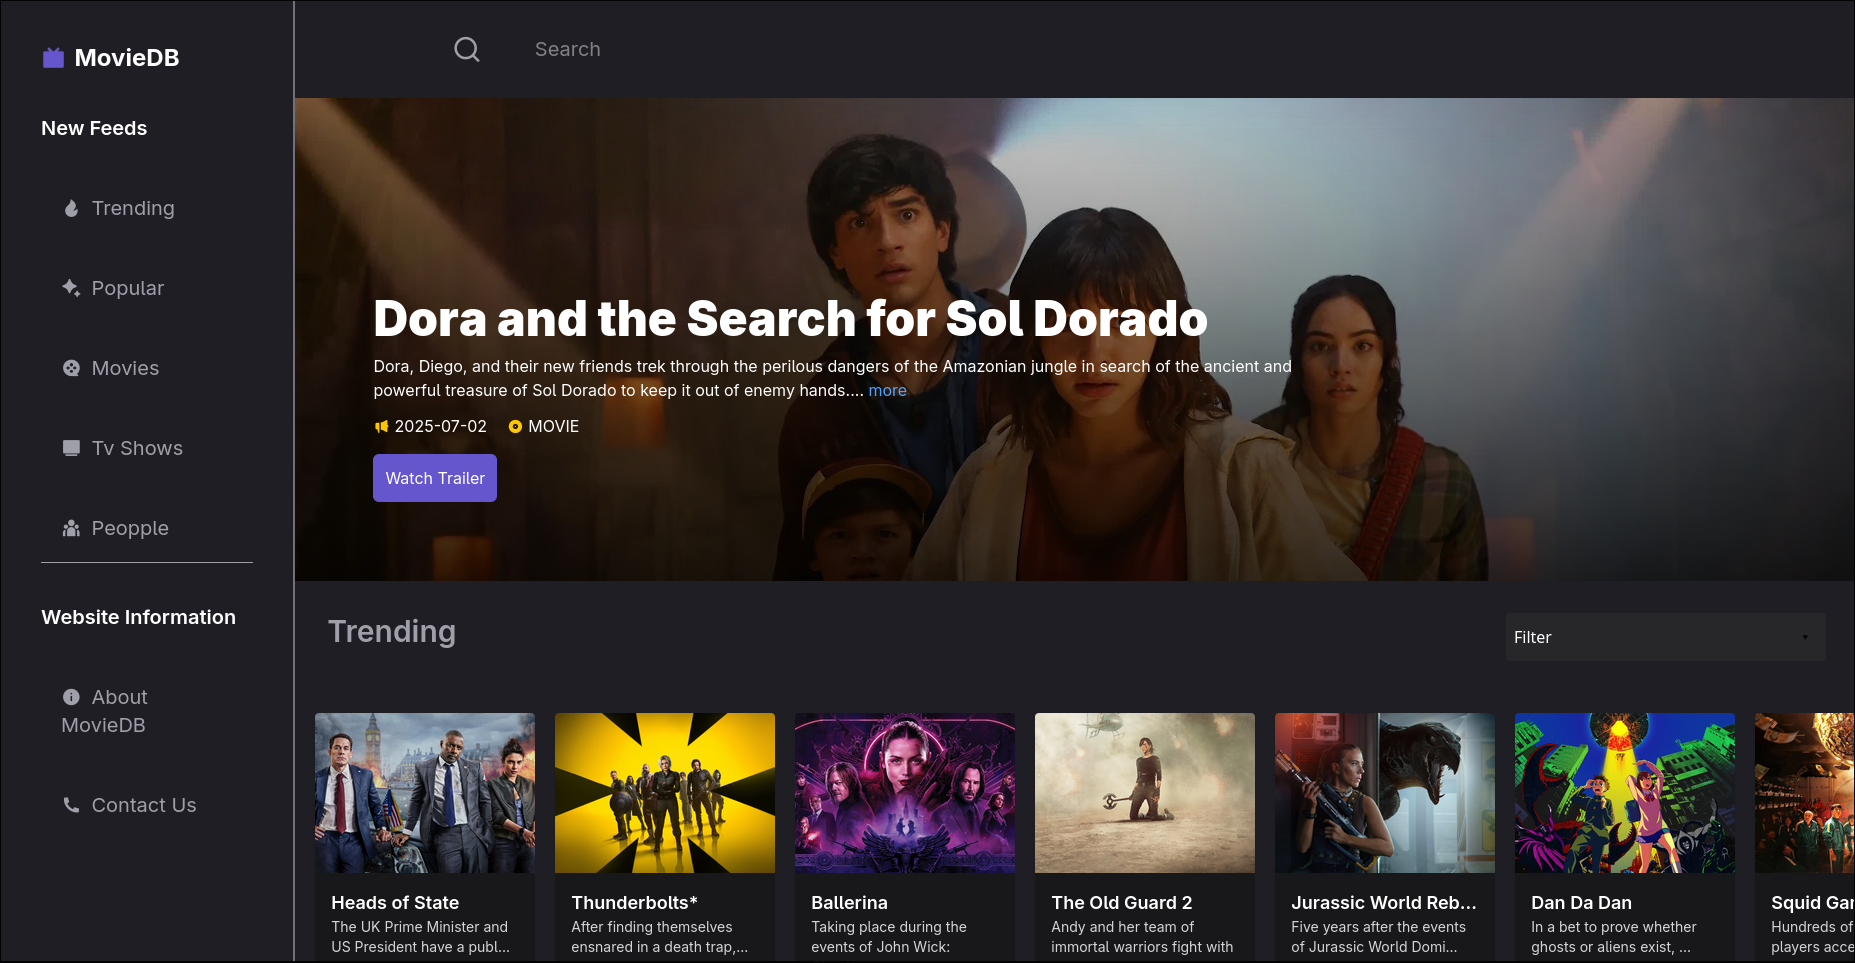 MovieDB
Search
New Feeds
Trending
Popular
Movies
Tv Shows
Peopple
Website Information
About
MovieDB
Contact Us
Dora and the Search for Sol Dorado
Dora, Diego, and their new friends trek through the perilous dangers of the Amazonian jungle in search of the ancient and
powerful treasure of Sol Dorado to keep it out of enemy hands.... more
2025-07-02 MOVIE
Watch Trailer
Trending
Filter
Heads of State
The UK Prime Minister and
US President have a publ...
Thunderbolts*
After finding themselves
ensnared in a death trap,...
Ballerina
Taking place during the
events of John Wick:
The Old Guard 2
Andy and her team of
immortal warriors fight with
Jurassic World Reb...
Five years after the events
of Jurassic World Domi...
Dan Da Dan
In a bet to prove whether
ghosts or aliens exist, ...
Squid Gar
Hundreds of
players acce